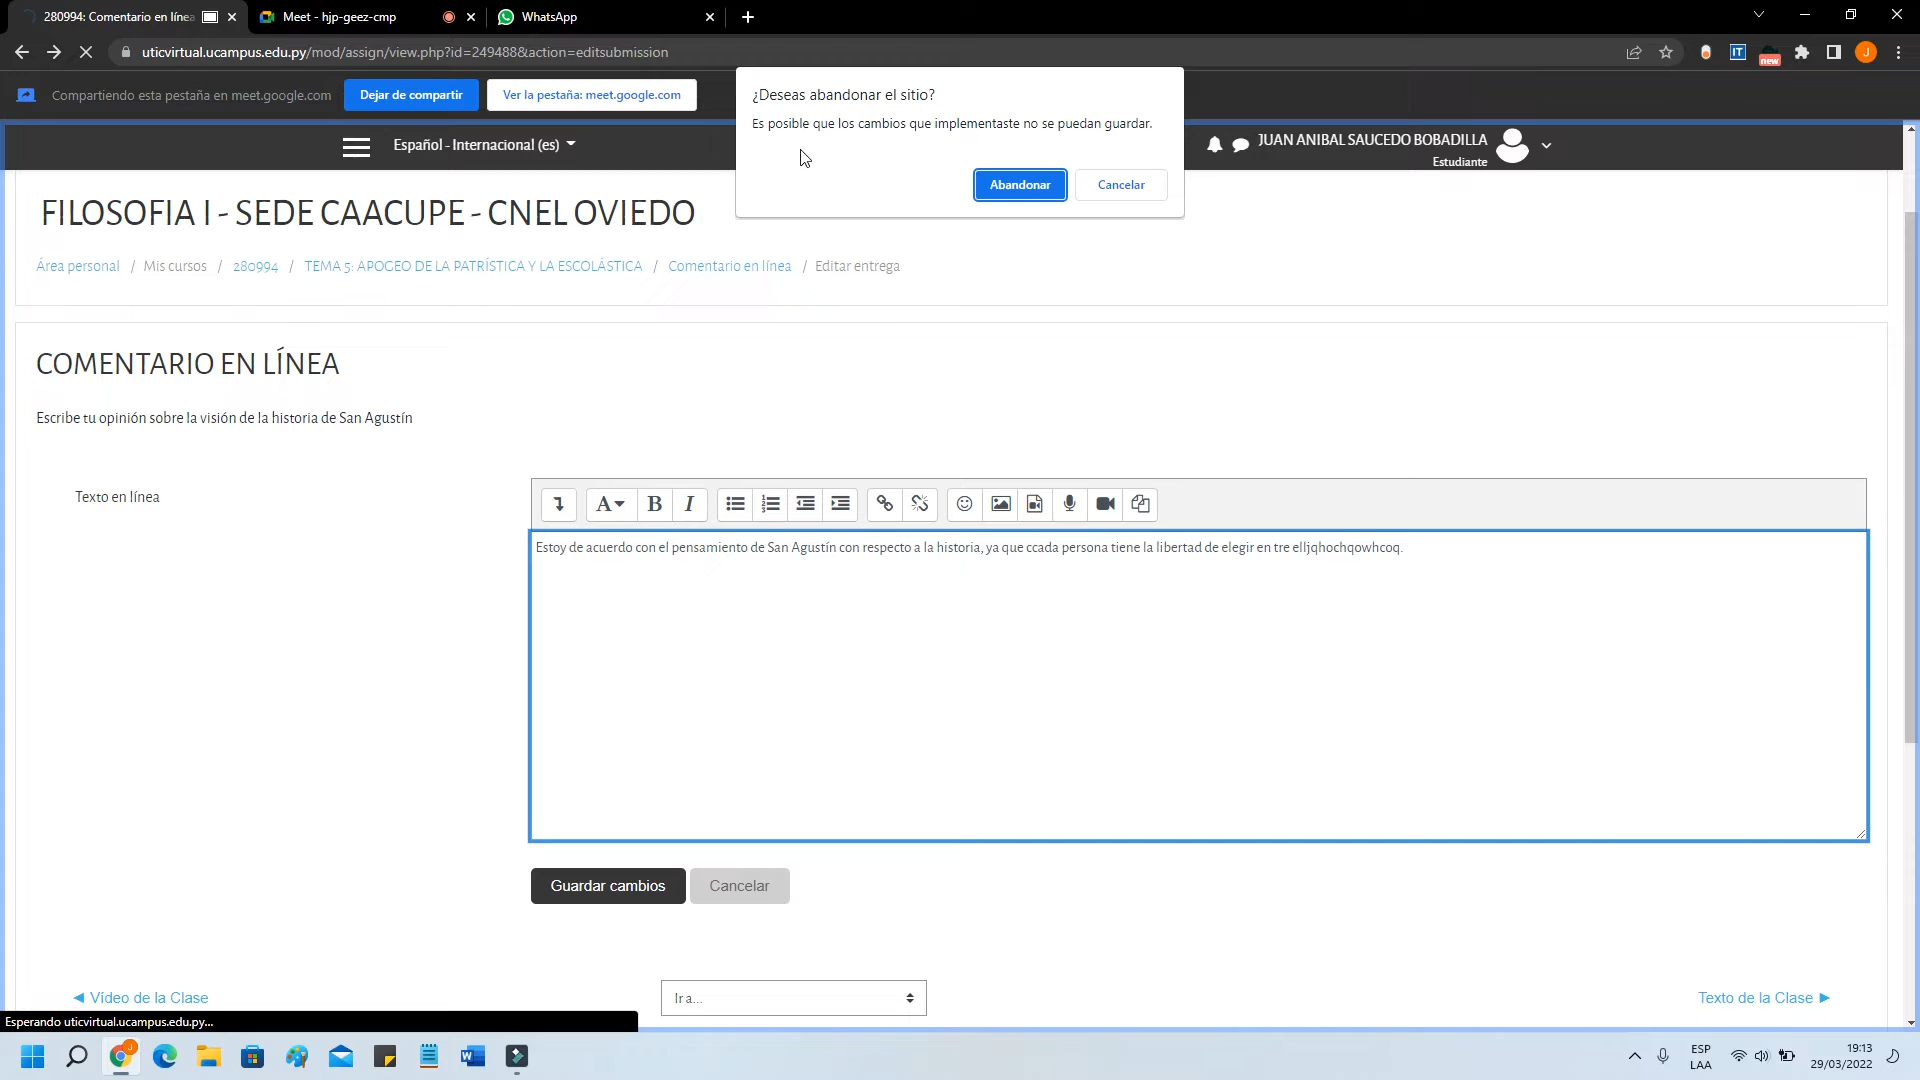 280994: Comentario en línea
Meet - hjp-geez-cmp
WhatsApp
uticvirtual.ucampus.edu.py/mod/assign/view.php?id=249488&action=editsubmission
IT
new
J
Compartiendo esta pestaña en meet.google.com
Dejar de compartir
Ver la pestaña: meet.google.com
¿Deseas abandonar el sitio?
Es posible que los cambios que implementaste no se puedan guardar.
Abandonar
Cancelar
Español - Internacional (es)
JUAN ANIBAL SAUCEDO BOBADILLA
Estudiante
FILOSOFIA I - SEDE CAACUPE - CNEL OVIEDO
Área personal / Mis cursos / 280994 / TEMA 5: APOGEO DE LA PATRÍSTICA Y LA ESCOLÁSTICA / Comentario en línea / Editar entrega
COMENTARIO EN LÍNEA
Escribe tu opinión sobre la visión de la historia de San Agustín
Texto en línea
A B I
Estoy de acuerdo con el pensamiento de San Agustín con respecto a la historia, ya que ccada persona tiene la libertad de elegir en tre elljqhochqowhcoq.
Guardar cambios
Cancelar
◀ Vídeo de la Clase
Ir a...
Texto de la Clase ▶
Esperando uticvirtual.ucampus.edu.py...
ESP
LAA
19:13
29/03/2022